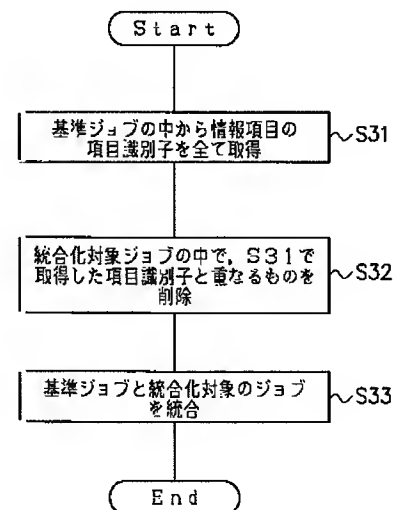 Start
基準ジョブの中から情報項目の
項目識別子を全て取得
S31
統合化対象ジョブの中で,S31で
取得した項目識別子と重なるものを
削除
S32
基準ジョブと統合化対象のジョブ
を統合
S33
End